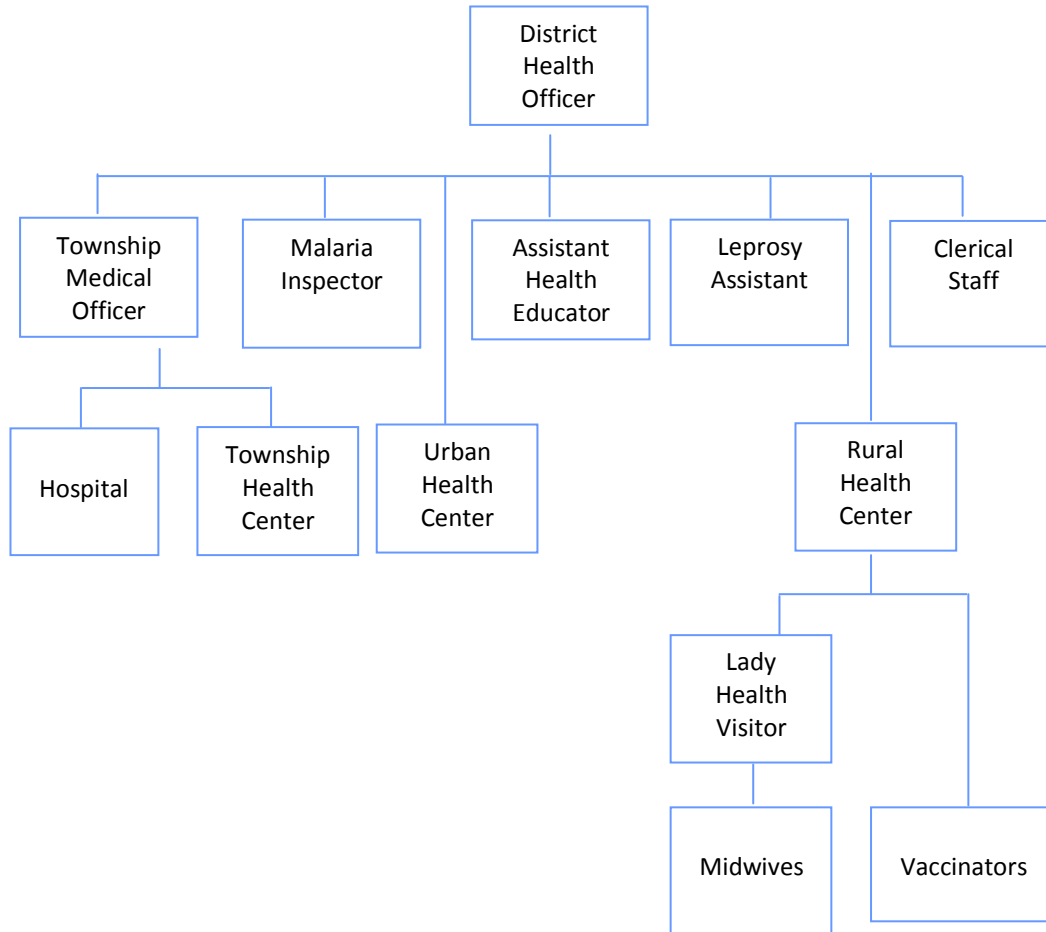 District
Health
Officer
Township
Medical
Officer
Malaria
Inspector
Assistant
Health
Educator
Leprosy
Assistant
Clerical
Staff
Hospital
Township
Health
Center
Urban
Health
Center
Rural
Health
Center
Lady
Health
Visitor
Midwives
Vaccinators